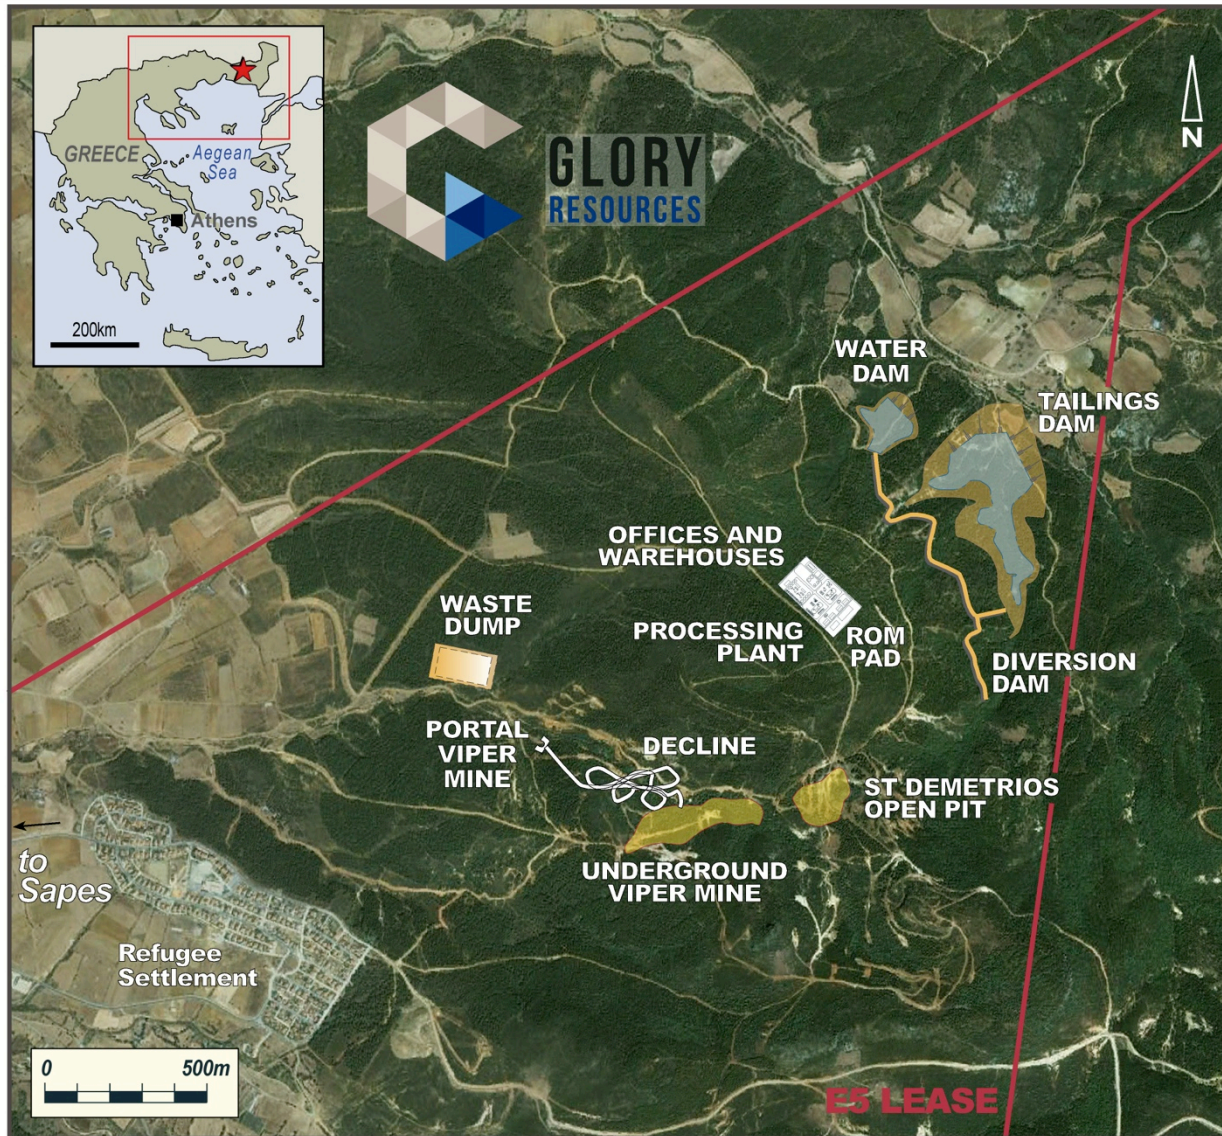 GREECE
Aegean
Sea
Athens
200km
GLORY
RESOURCES
N
WATER
DAM
TAILINGS
DAM
OFFICES AND
WAREHOUSES
WASTE
DUMP
PROCESSING
PLANT
ROM
PAD
DIVERSION
DAM
PORTAL
VIPER
MINE
DECLINE
ST DEMETRIOS
OPEN PIT
UNDERGROUND
VIPER MINE
to
Sapes
Refugee
Settlement
0 500m
E5 LEASE